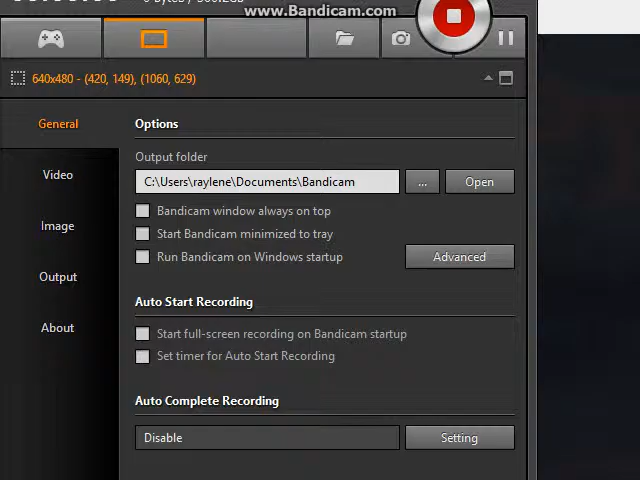 www.Bandicam.com
640x480 - (420, 149), (1060, 629)
General
Options
Output folder
C:\Users\raylene\Documents\Bandicam
...
Open
Video
Bandicam window always on top
Image
Start Bandicam minimized to tray
Run Bandicam on Windows startup
Advanced
Output
Auto Start Recording
About
Start full-screen recording on Bandicam startup
Set timer for Auto Start Recording
Auto Complete Recording
Disable
Setting